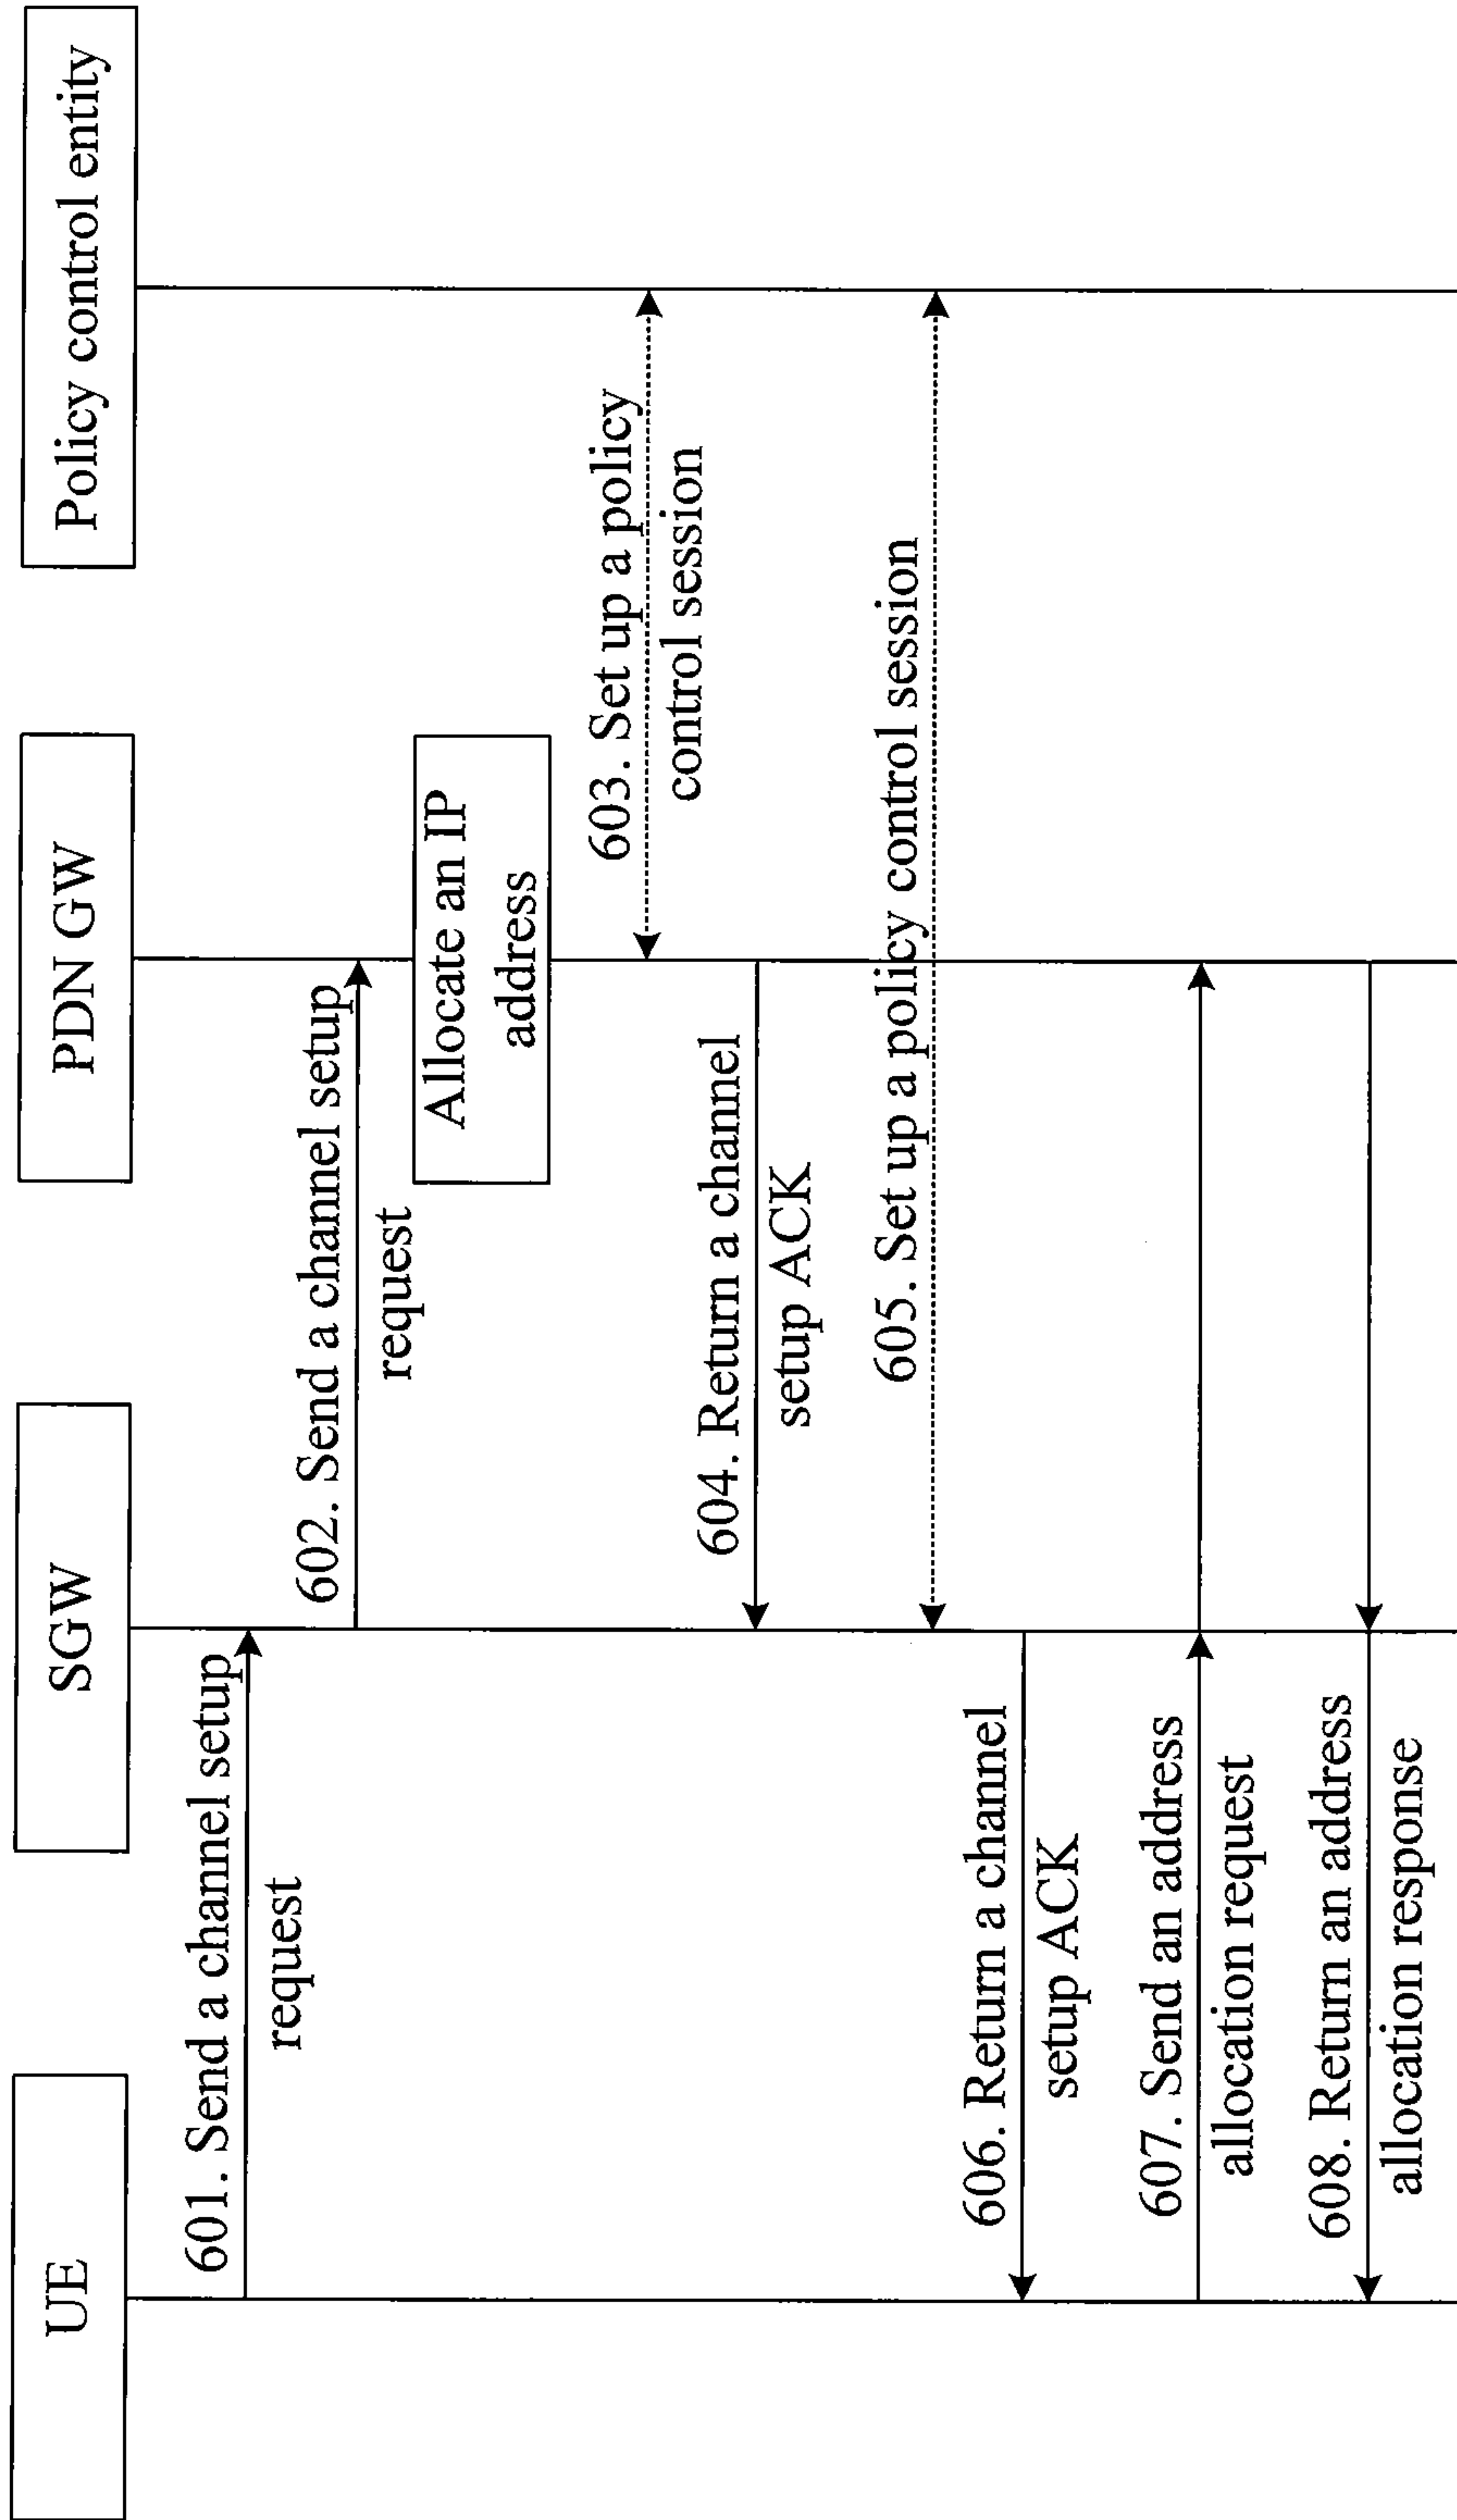 UE
SGW
PDN GW
Policy control entity
601. Send a channel setup
request
602. Send a channel setup
request
Allocate an IP
address
603. Set up a policy
control session
604. Return a channel
setup ACK
605. Set up a policy control session
606. Return a channel
setup ACK
607. Send an address
allocation request
608. Return an address
allocation response